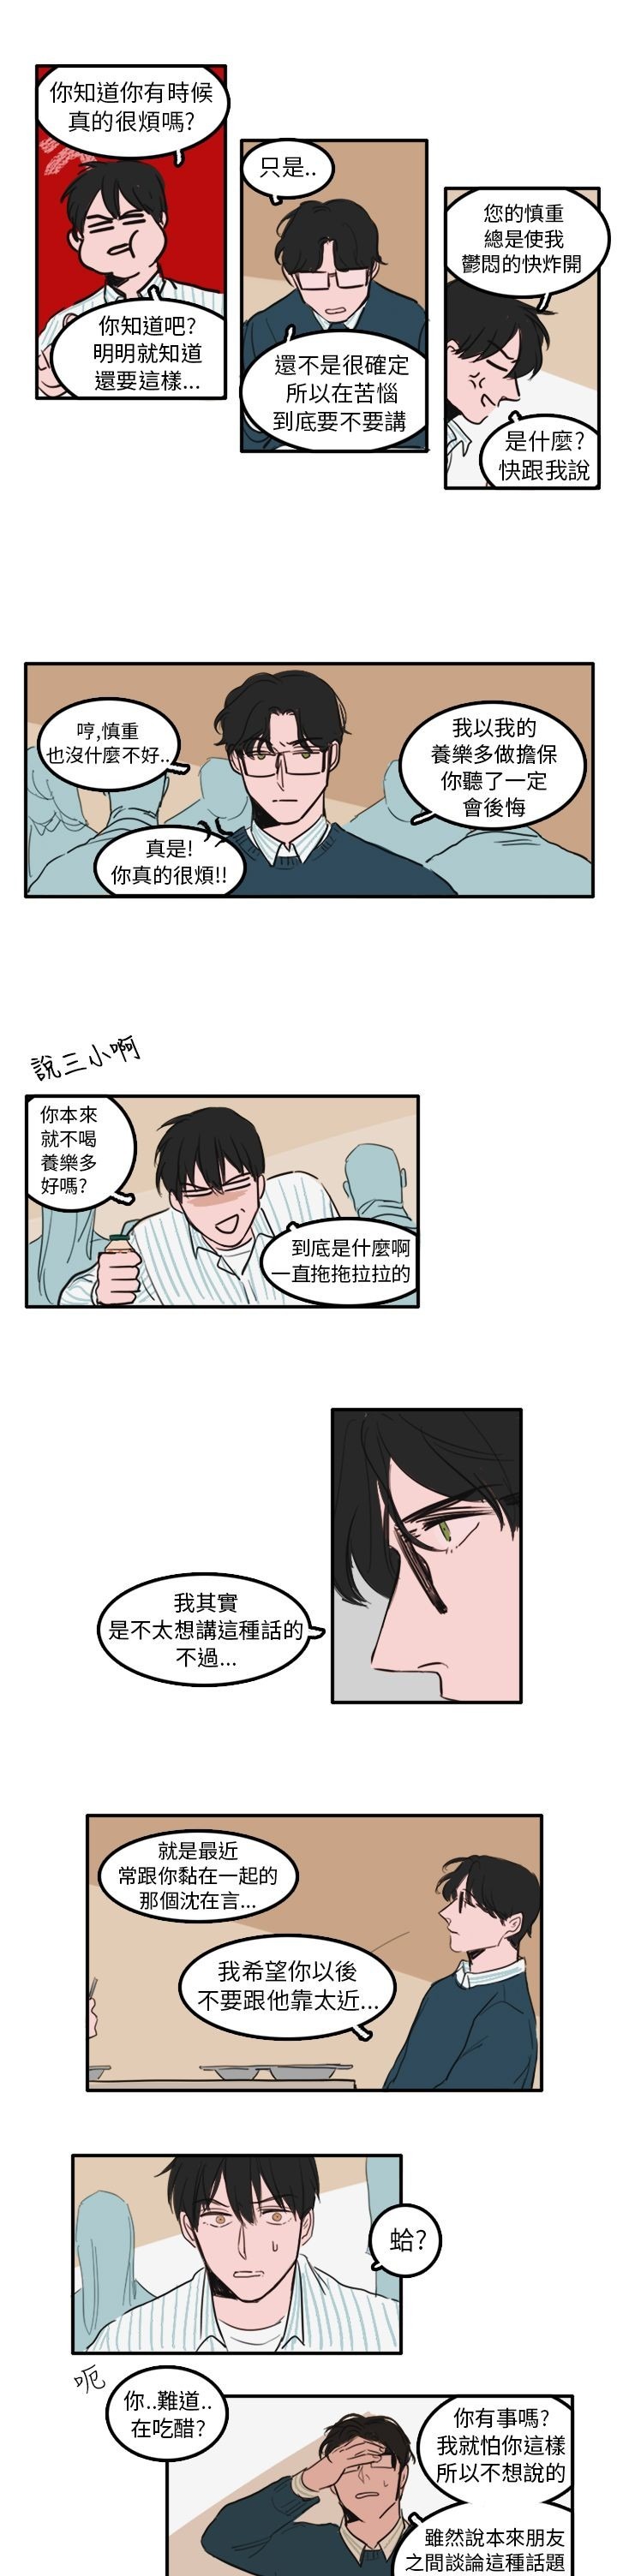 你知道你有時候
真的很煩嗎?
你知道吧?
明明就知道
還要這樣...
只是..
還不是很確定
所以在苦惱
到底要不要講
您的慎重
總是使我
鬱悶的快炸開
是什麼?
快跟我說
哼,慎重
也沒什麼不好..
真是!
你真的很煩!!
我以我的
養樂多做擔保
你聽了一定
會後悔
說三小啊
你本來
就不喝
養樂多
好嗎?
到底是什麼啊
一直拖拖拉拉的
我其實
是不太想講這種話的
不過...
就是最近
常跟你黏在一起的
那個沈在言...
我希望你以後
不要跟他靠太近...
蛤?
呃
你..難道..
在吃醋?
你有事嗎?
我就怕你這樣
所以不想說的
雖然說本來朋友
之間談論這種話題